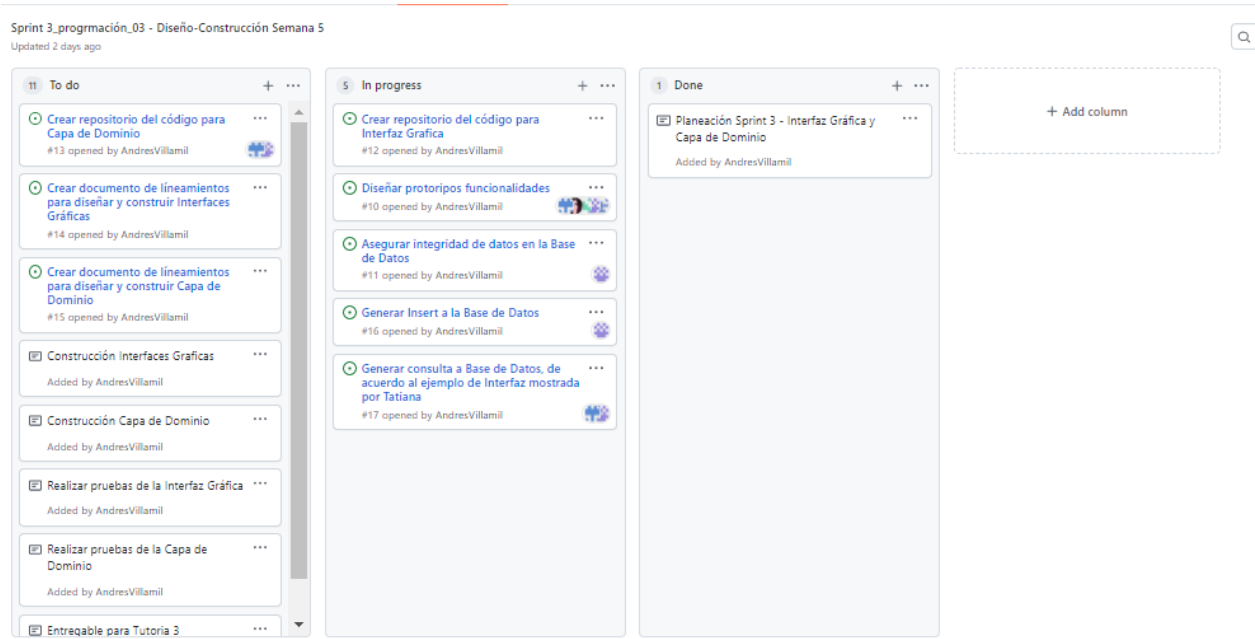 Sprint 3_progrmación_03 - Diseño-Construcción Semana 5
Updated 2 days ago
11 To do
Crear repositorio del código para
Capa de Dominio
#13 opened by AndresVillamil
Crear documento de líneamientos
para diseñar y construir Interfaces
Gráficas
#14 opened by AndresVillamil
Crear documento de líneamientos
para diseñar y construir Capa de
Dominio
#15 opened by AndresVillamil
Construcción Interfaces Graficas
Added by AndresVillamil
Construcción Capa de Dominio
Added by AndresVillamil
Realizar pruebas de la Interfaz Gráfica
Added by AndresVillamil
Realizar pruebas de la Capa de
Dominio
Added by AndresVillamil
Entregable para Tutoria 3
5 In progress
Crear repositorio del código para
Interfaz Grafica
#12 opened by AndresVillamil
Diseñar protoripos funcionalidades
#10 opened by AndresVillamil
Asegurar integridad de datos en la Base
de Datos
#11 opened by AndresVillamil
Generar Insert a la Base de Datos
#16 opened by AndresVillamil
Generar consulta a Base de Datos, de
acuerdo al ejemplo de Interfaz mostrada
por Tatiana
#17 opened by AndresVillamil
1 Done
Planeación Sprint 3 - Interfaz Gráfica y
Capa de Dominio
Added by AndresVillamil
+ Add column